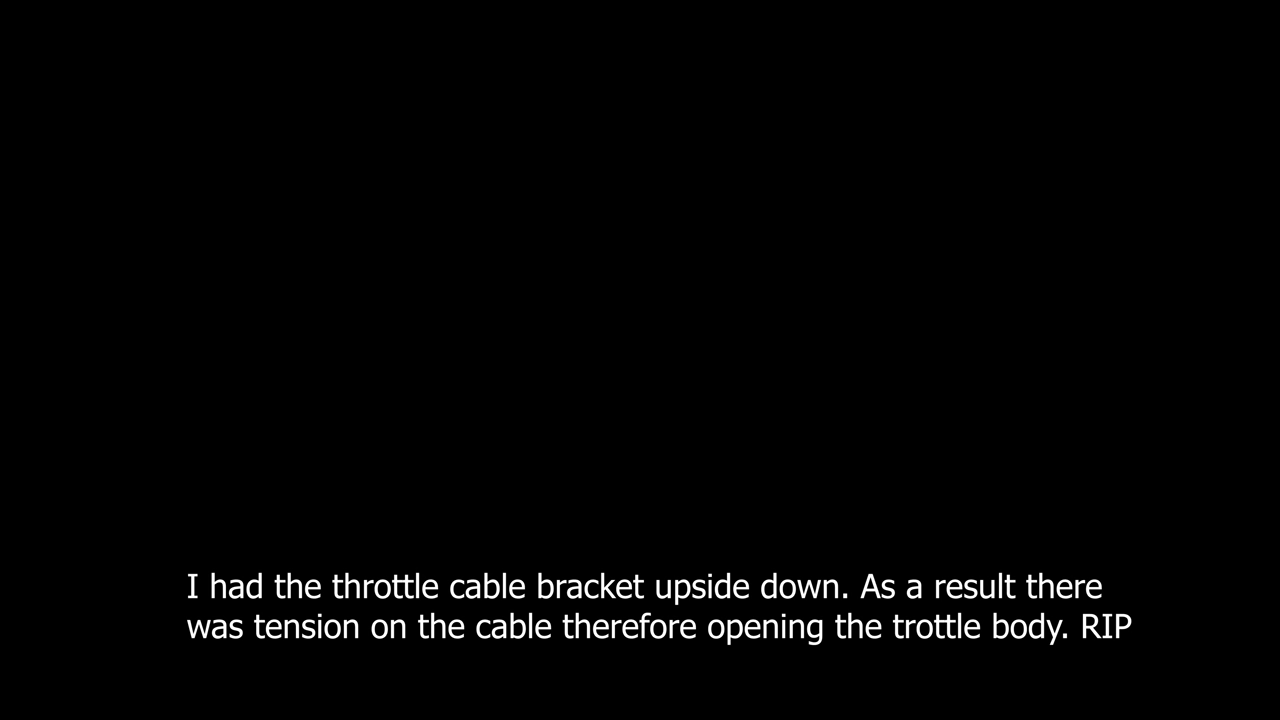 I had the throttle cable bracket upside down. As a result there
was tension on the cable therefore opening the trottle body. RIP